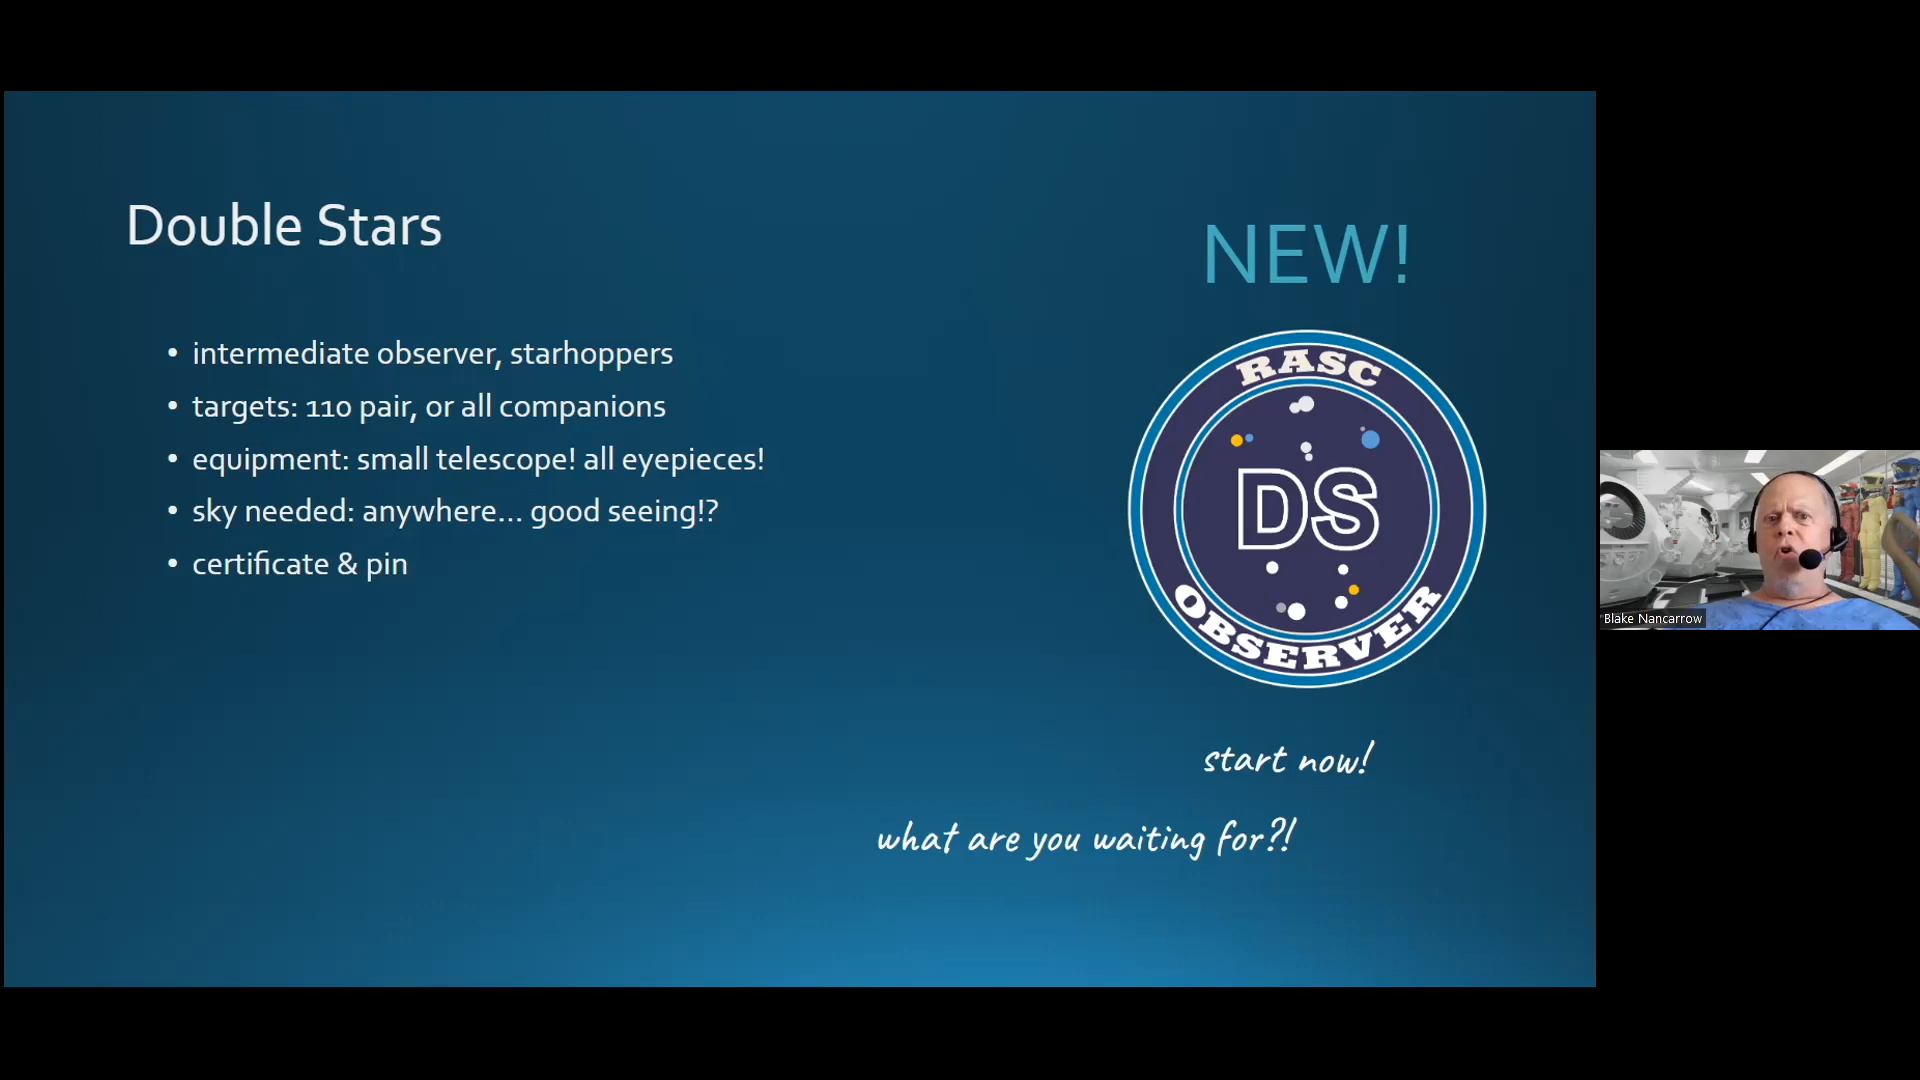 Double Stars
NEW!
• intermediate observer, starhoppers
• targets: 110 pair, or all companions
• equipment: small telescope! all eyepieces!
• sky needed: anywhere... good seeing!?
• certificate & pin
RASC
DS
OBSERVER
start now!
what are you waiting for?!
Blake Nancarrow